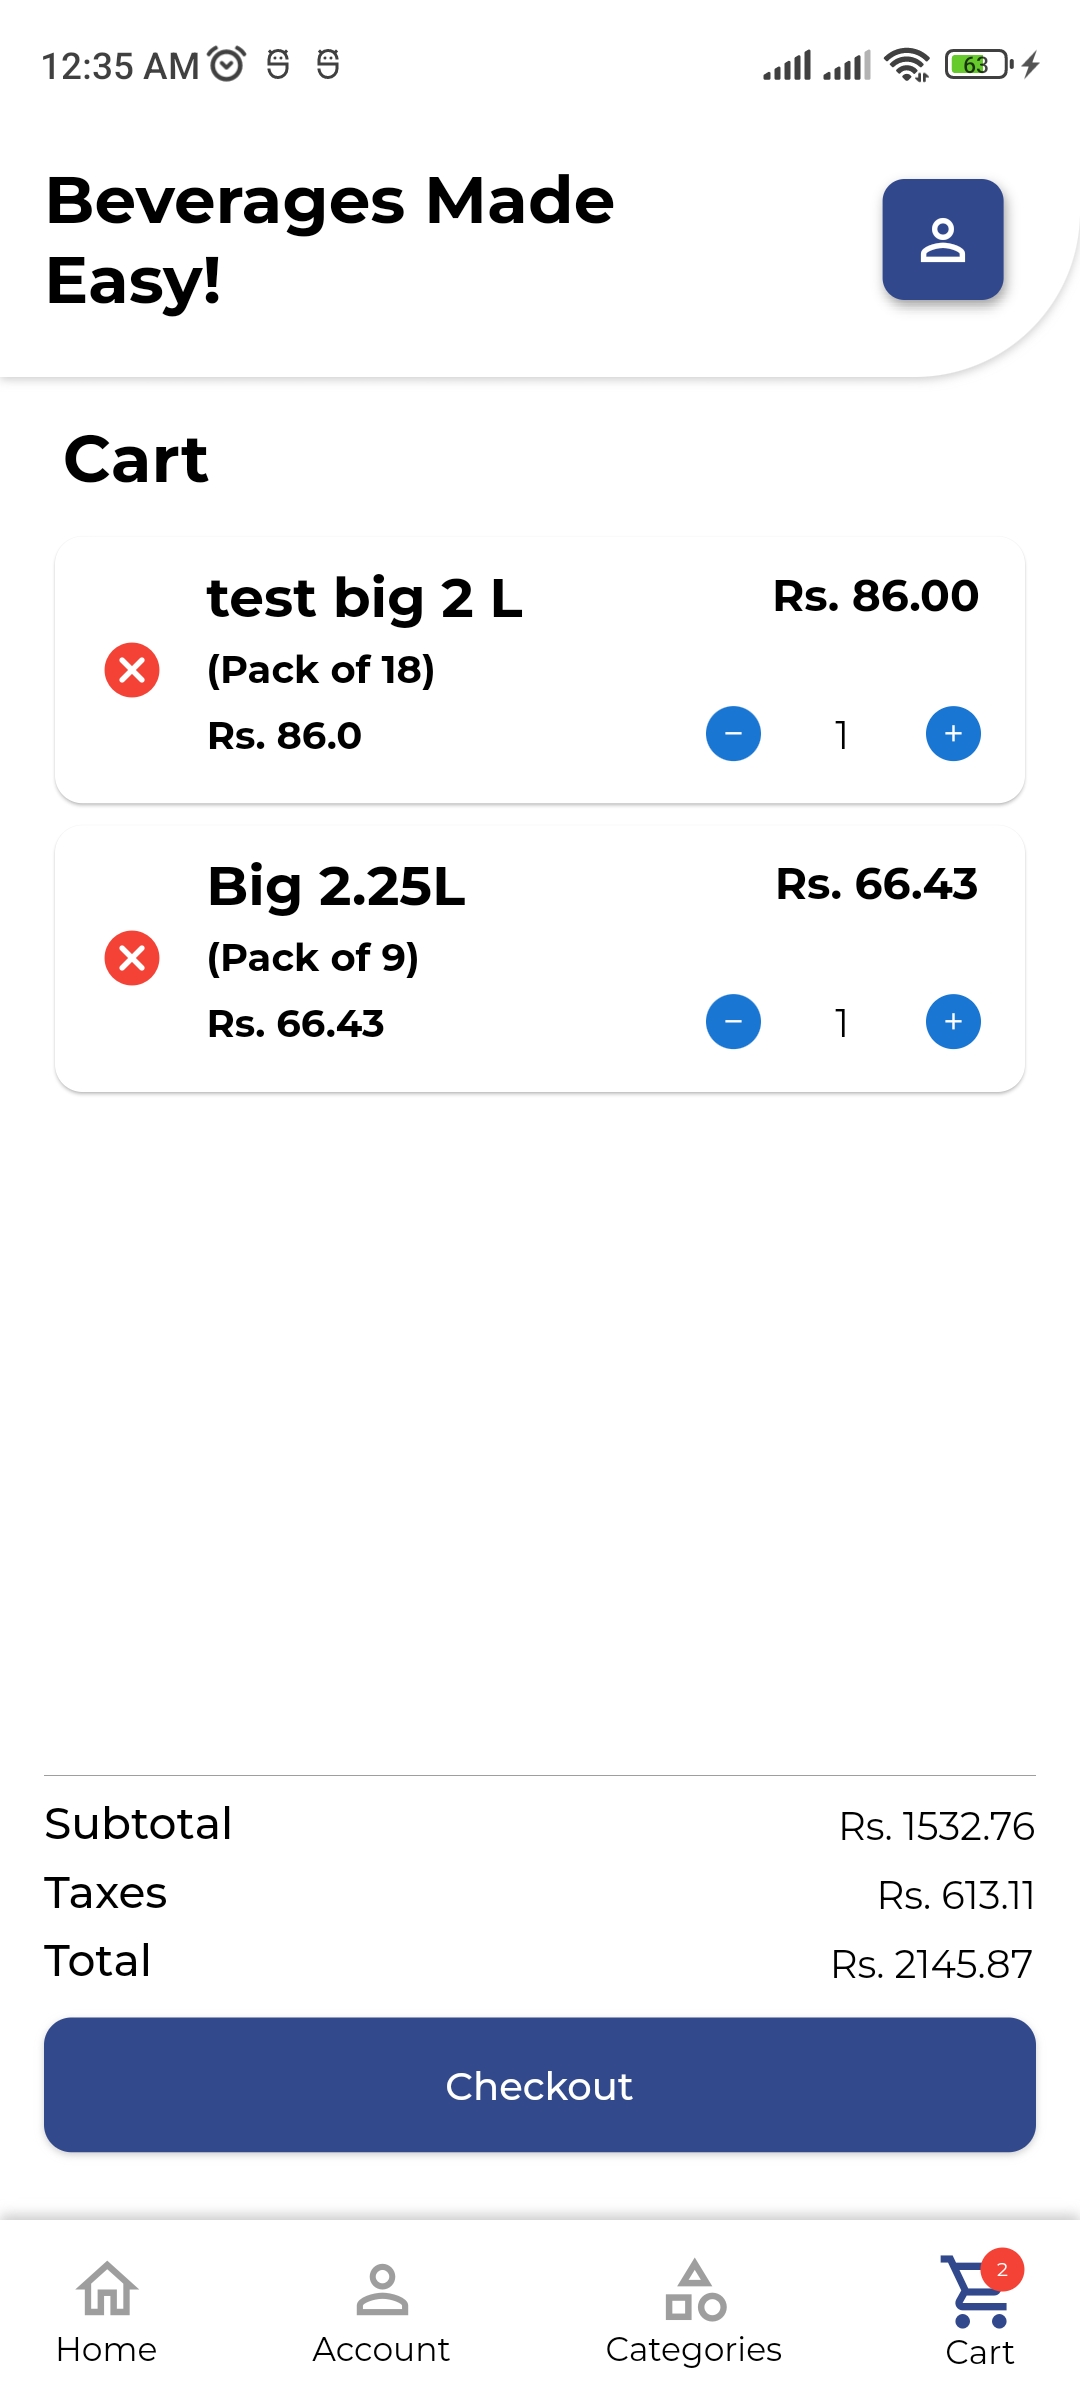 12:35 AM
63
Beverages Made
Easy!
Cart
test big 2 L
Rs. 86.00
(Pack of 18)
Rs. 86.0
1
Big 2.25L
Rs. 66.43
(Pack of 9)
Rs. 66.43
1
Subtotal
Rs. 1532.76
Taxes
Rs. 613.11
Total
Rs. 2145.87
Checkout
2
Home
Account
Categories
Cart